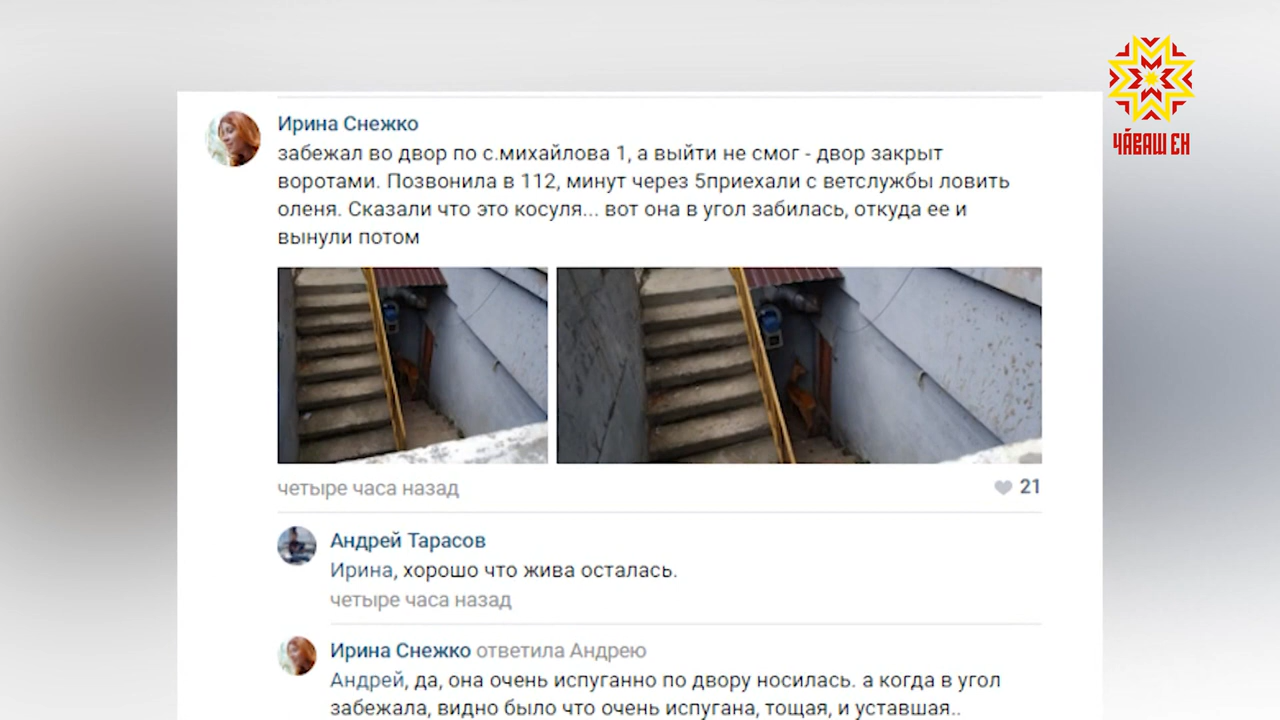 ЧӐВАШ ЕН
Ирина Снежко
забежал во двор по с.михайлова 1, а выйти не смог - двор закрыт
воротами. Позвонила в 112, минут через 5приехали с ветслужбы ловить
оленя. Сказали что это косуля... вот она в угол забилась, откуда ее и
вынули потом
четыре часа назад
21
Андрей Тарасов
Ирина, хорошо что жива осталась.
четыре часа назад
Ирина Снежко ответила Андрею
Андрей, да, она очень испуганно по двору носилась. а когда в угол
забежала, видно было что очень испугана, тощая, и уставшая..